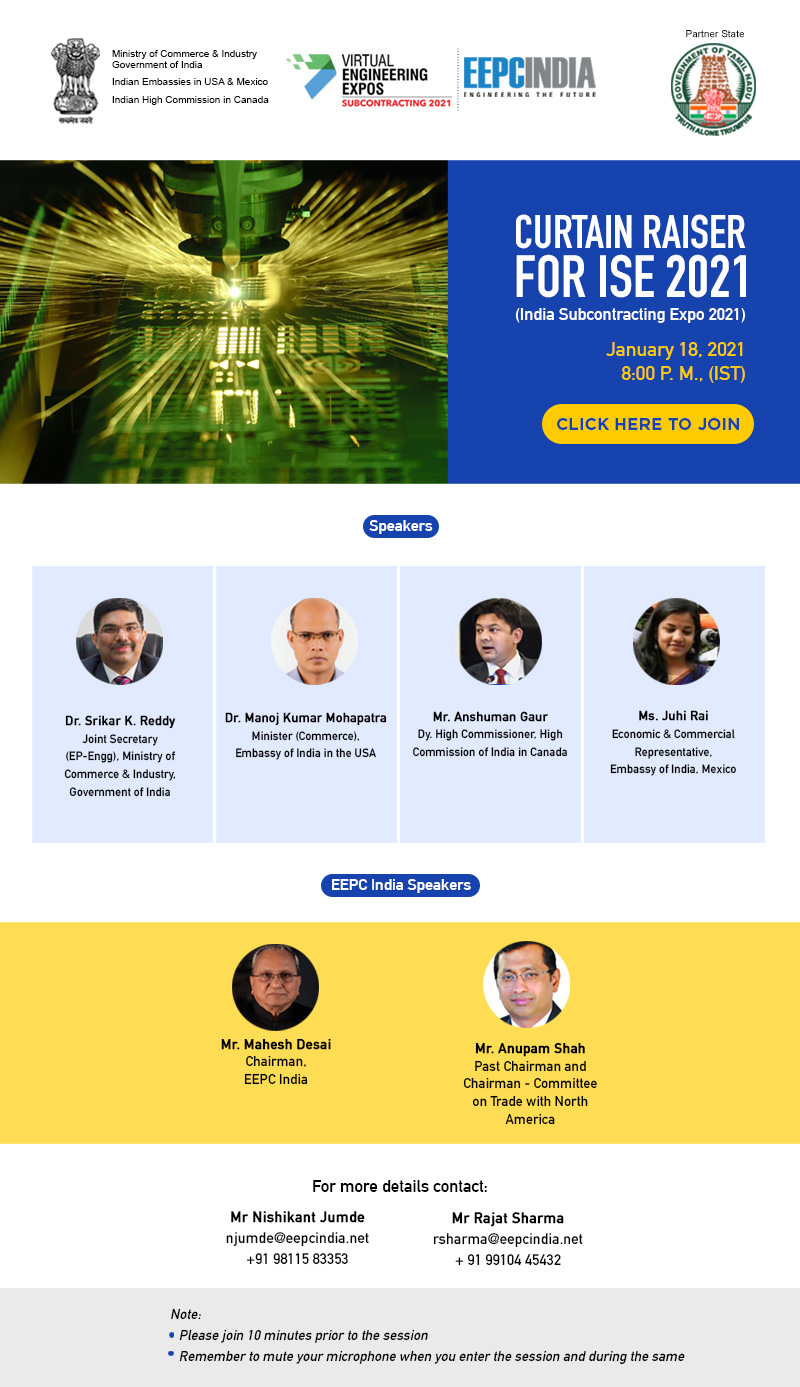 Partner State
Ministry of Commerce & Industry
Government of India
Indian Embassies in USA & Mexico
Indian High Commission in Canada
सत्यमेव जयते
VIRTUAL
ENGINEERING
EXPOS
SUBCONTRACTING 2021
EEPCINDIA
ENGINEERING THE FUTURE
GOVERNMENT OF TAMIL NADU
TRUTH ALONE TRIUMPHS
CURTAIN RAISER
FOR ISE 2021
(India Subcontracting Expo 2021)
January 18, 2021
8:00 P. M., (IST)
CLICK HERE TO JOIN
Speakers
Dr. Srikar K. Reddy
Joint Secretary
(EP-Engg), Ministry of
Commerce & Industry,
Government of India
Dr. Manoj Kumar Mohapatra
Minister (Commerce),
Embassy of India in the USA
Mr. Anshuman Gaur
Dy. High Commissioner, High
Commission of India in Canada
Ms. Juhi Rai
Economic & Commercial
Representative,
Embassy of India, Mexico
EEPC India Speakers
Mr. Mahesh Desai
Chairman,
EEPC India
Mr. Anupam Shah
Past Chairman and
Chairman - Committee
on Trade with North
America
For more details contact:
Mr Nishikant Jumde
njumde@eepcindia.net
+91 98115 83353
Mr Rajat Sharma
rsharma@eepcindia.net
+ 91 99104 45432
Note:
Please join 10 minutes prior to the session
Remember to mute your microphone when you enter the session and during the same